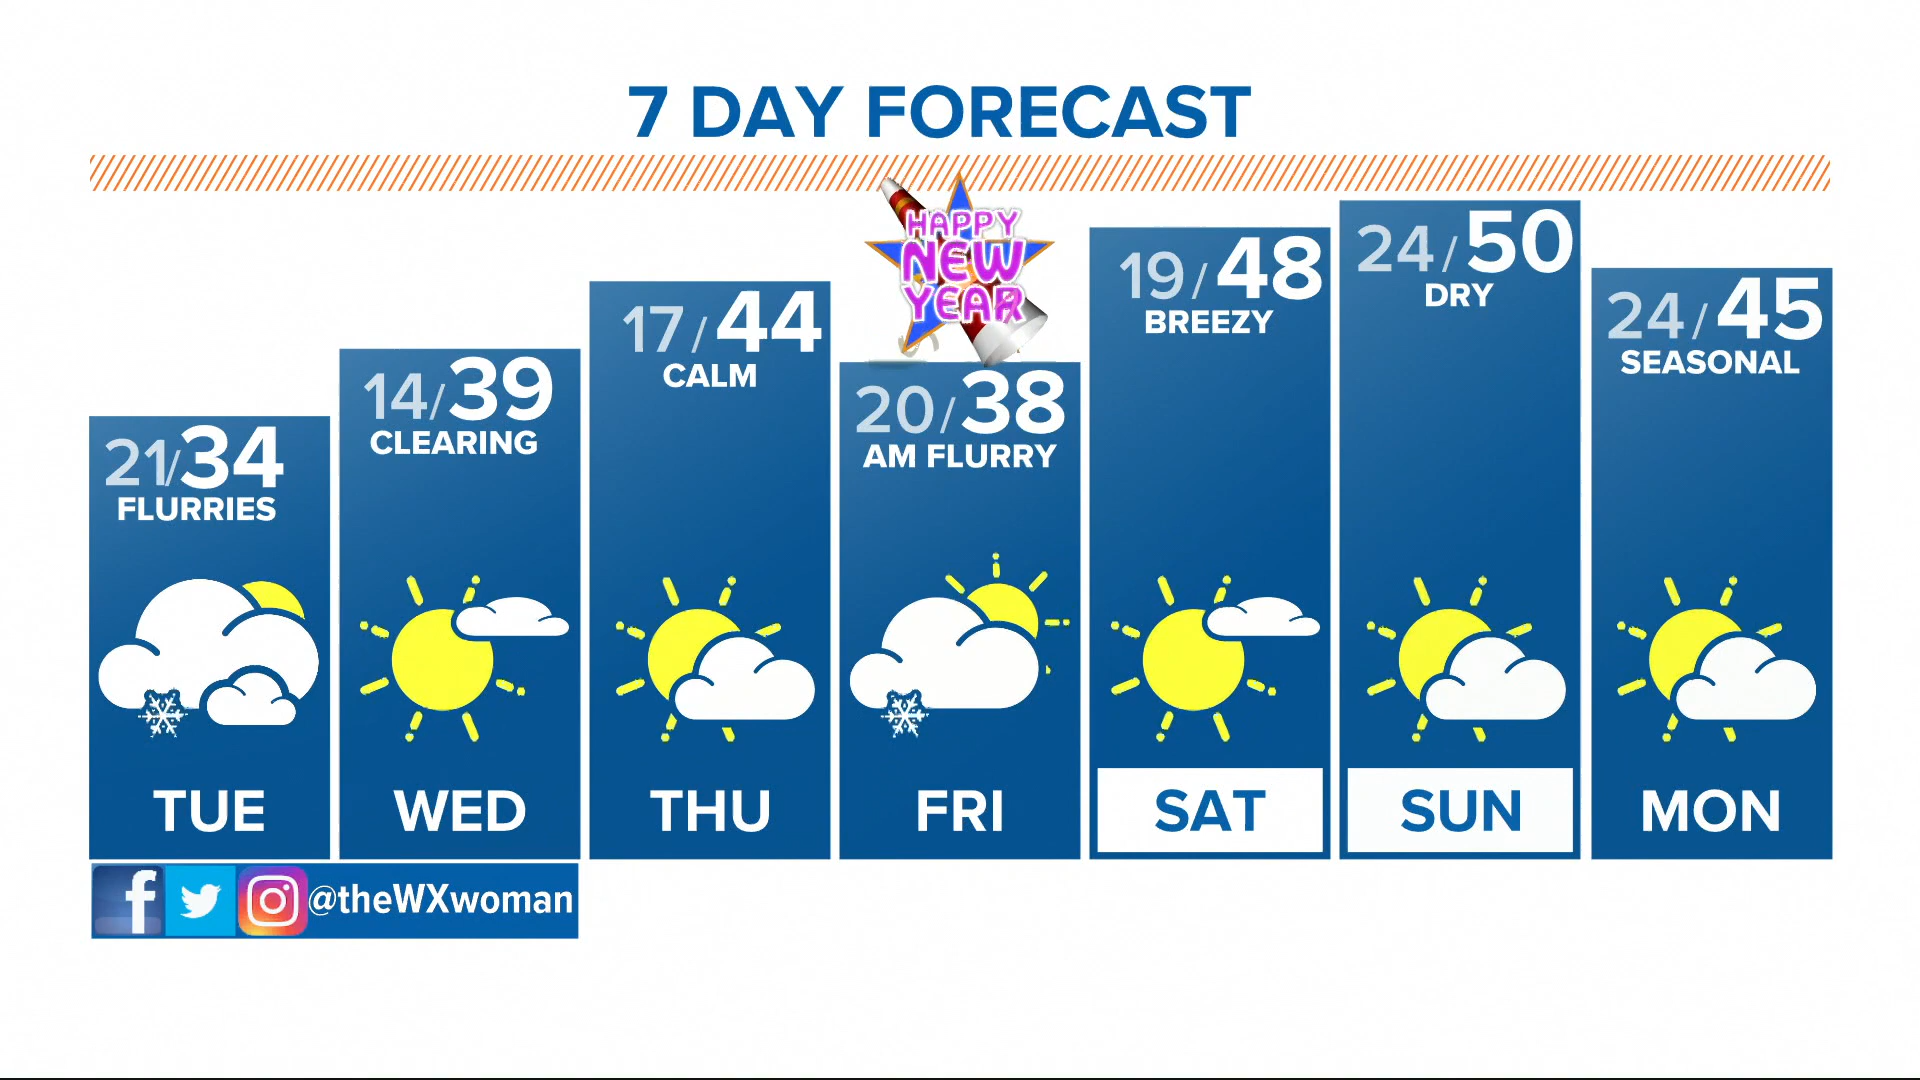 7 DAY FORECAST
HAPPY
NEW
YEAR
21/34
FLURRIES
TUE
14/39
CLEARING
WED
17/44
CALM
THU
20/38
AM FLURRY
FRI
19/48
BREEZY
SAT
24/50
DRY
SUN
24/45
SEASONAL
MON
@theWXwoman